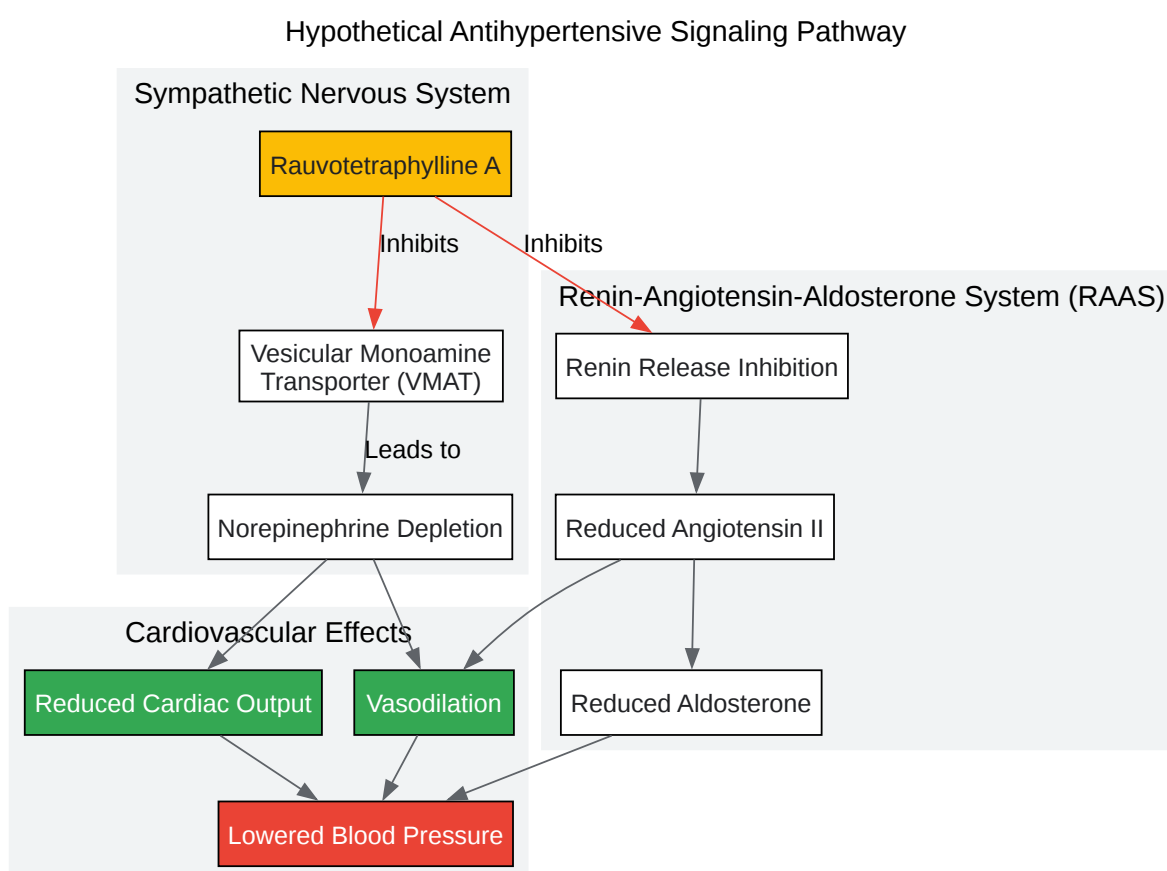 Hypothetical Antihypertensive Signaling Pathway
Sympathetic Nervous System
Rauvotetraphylline A
Inhibits
Inhibits
Renin-Angiotensin-Aldosterone System (RAAS)
Vesicular Monoamine
Transporter (VMAT)
Renin Release Inhibition
Leads to
Norepinephrine Depletion
Reduced Angiotensin II
Cardiovascular Effects
Reduced Cardiac Output
Vasodilation
Reduced Aldosterone
Lowered Blood Pressure